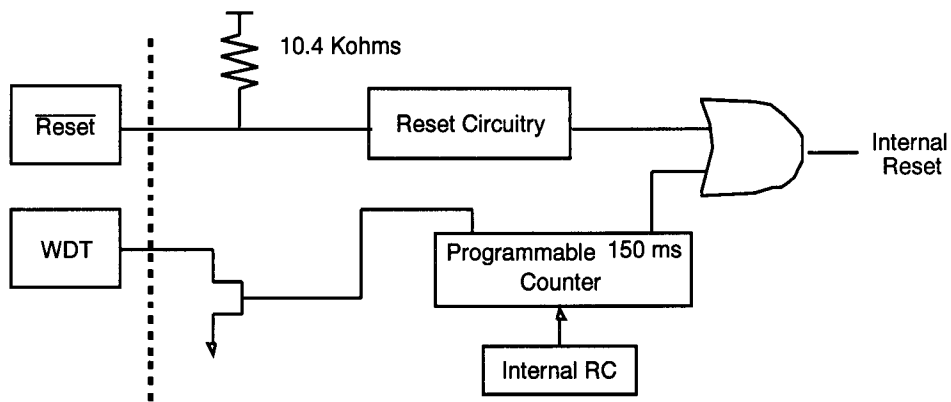 10.4 Kohms
Reset
Reset Circuitry
Internal
Reset
WDT
Programmable 150 ms
Counter
Internal RC